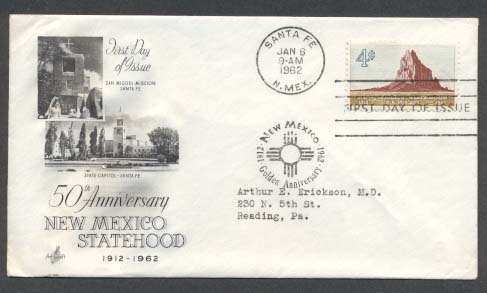 First Day
of Issue
SAN MIGUEL MISSION
SANTA FE
STATE CAPITOL - SANTA FE
50th Anniversary
NEW MEXICO
STATEHOOD
1912 - 1962
SANTA FE
JAN 6
9-AM
1962
N. MEX.
4¢
FIRST DAY OF ISSUE
NEW MEXICO
1912
1962
Golden Anniversary
Arthur E. Erickson, M.D.
230 N. 5th St.
Reading, Pa.